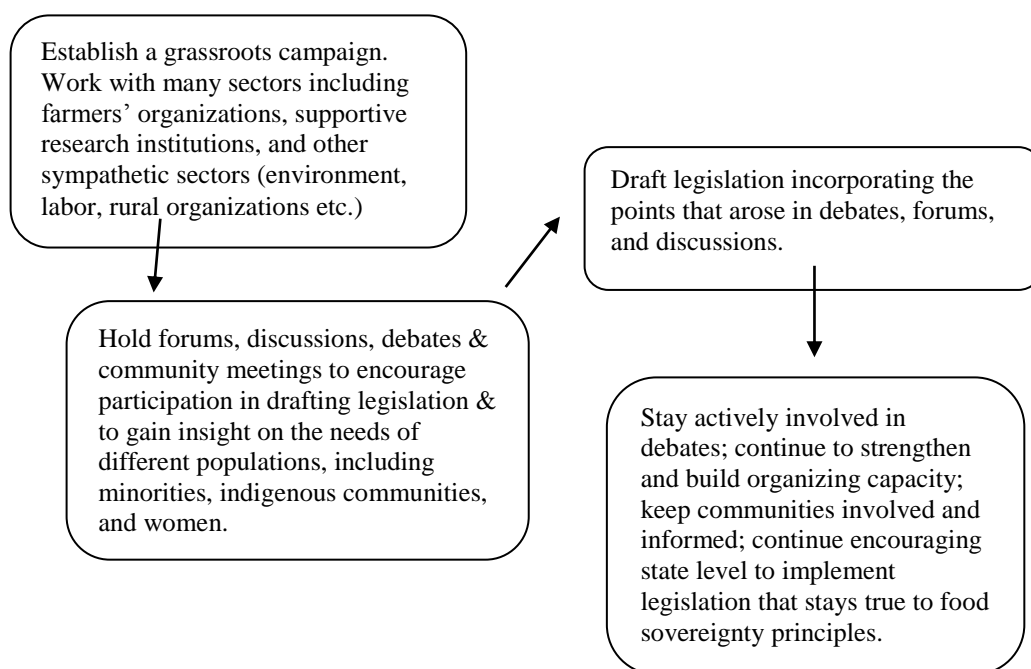 Establish a grassroots campaign.
Work with many sectors including
farmers’ organizations, supportive
research institutions, and other
sympathetic sectors (environment,
labor, rural organizations etc.)
Hold forums, discussions, debates &
community meetings to encourage
participation in drafting legislation &
to gain insight on the needs of
different populations, including
minorities, indigenous communities,
and women.
Draft legislation incorporating the
points that arose in debates, forums,
and discussions.
Stay actively involved in
debates; continue to strengthen
and build organizing capacity;
keep communities involved and
informed; continue encouraging
state level to implement
legislation that stays true to food
sovereignty principles.